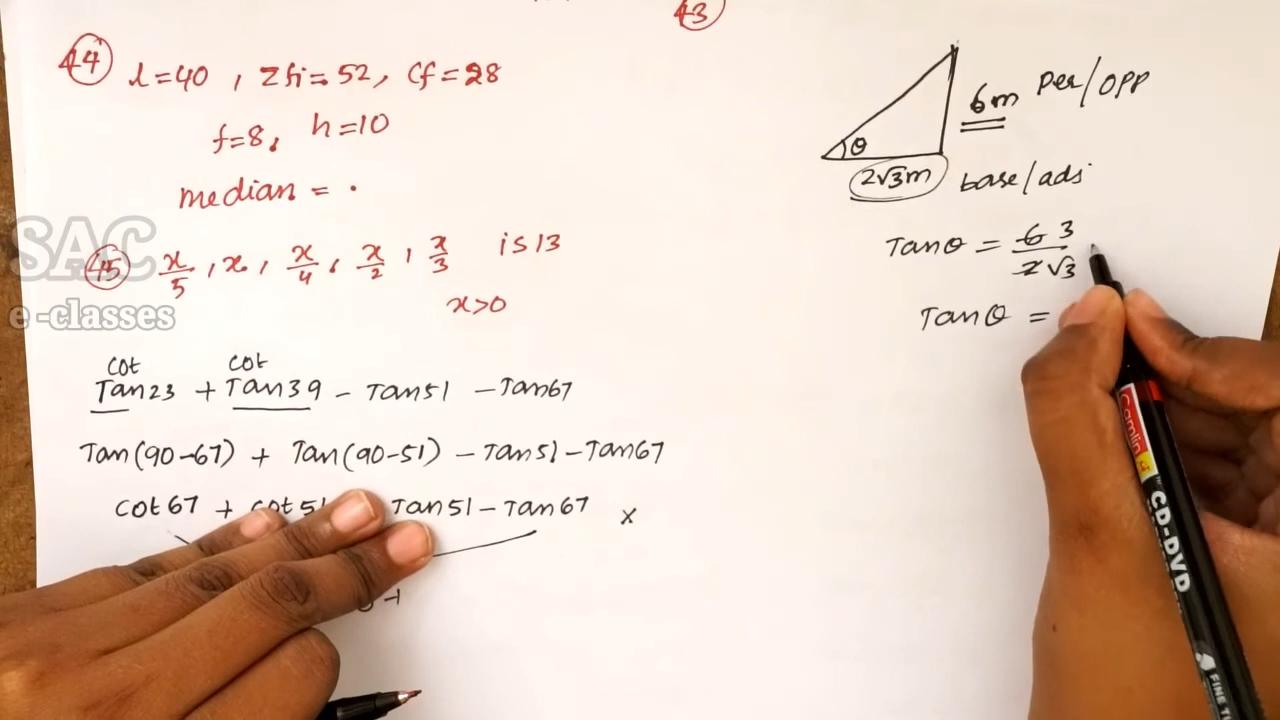 43
44 l=40, Σfi=52, Cf=28
f=8, h=10
median = .
45 x/5, x, x/4, x/2, x/3 is 13
x>0
cot cot
Tan23 + Tan39 - Tan51 - Tan67
Tan(90-67) + Tan(90-51) - Tan51 - Tan67
cot67 + cot51 Tan51 - Tan67 x
6m Per/opp
θ
2√3m base/adj
Tanθ = 6 3 / 2√3
Tanθ =
SAC
e-classes
Camlin
CD-DVD